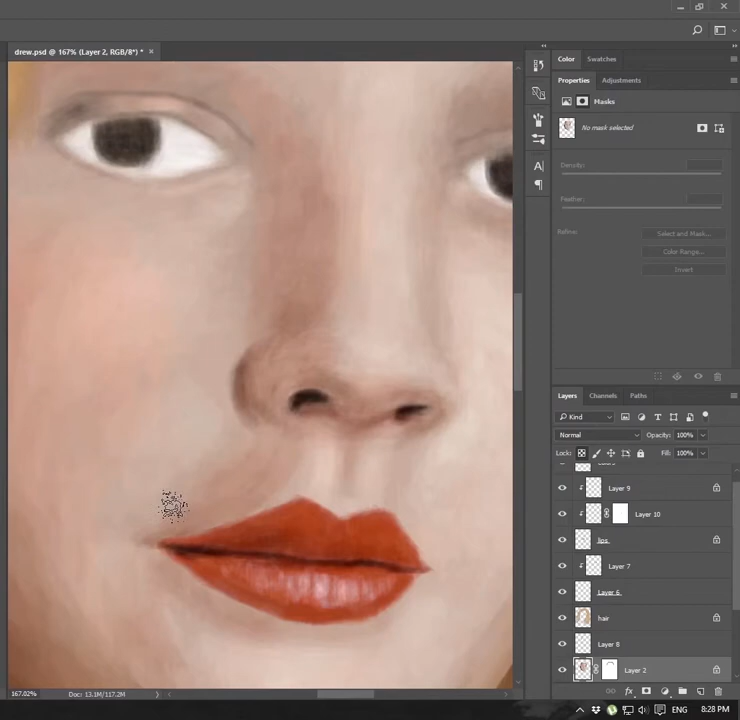 drew.psd @ 167% (Layer 2, RGB/8*) * ×
Color Swatches
Properties Adjustments
Masks
No mask selected
Density:
Feather:
Refine:
Select and Mask...
Color Range...
Invert
Layers Channels Paths
Kind
Normal Opacity: 100%
Lock: Fill: 100%
Layer 9
Layer 10
lips
Layer 7
Layer 6
hair
Layer 8
Layer 2
167.02% Doc: 13.1M/117.2M
ENG 8:28 PM